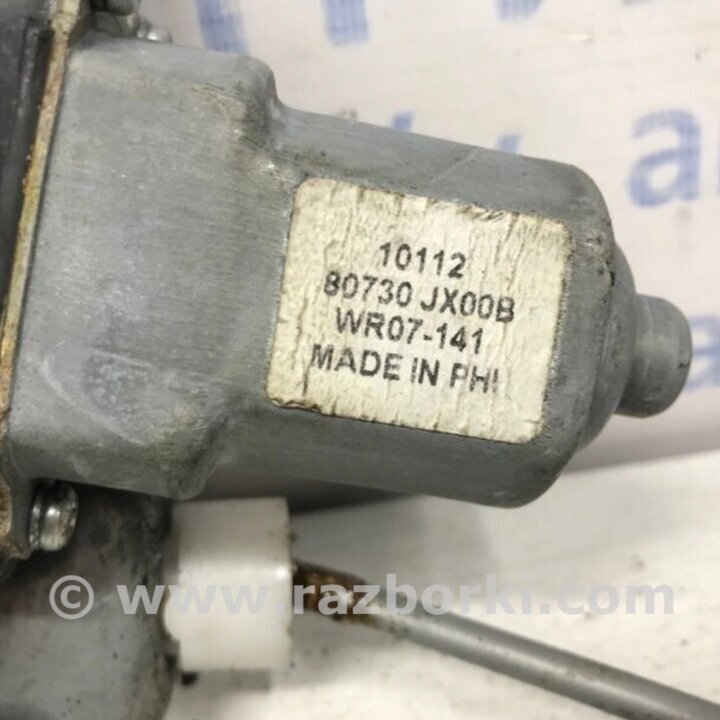 10112
80730 JX00B
WR07-141
MADE IN PHI
© www.razborki.com